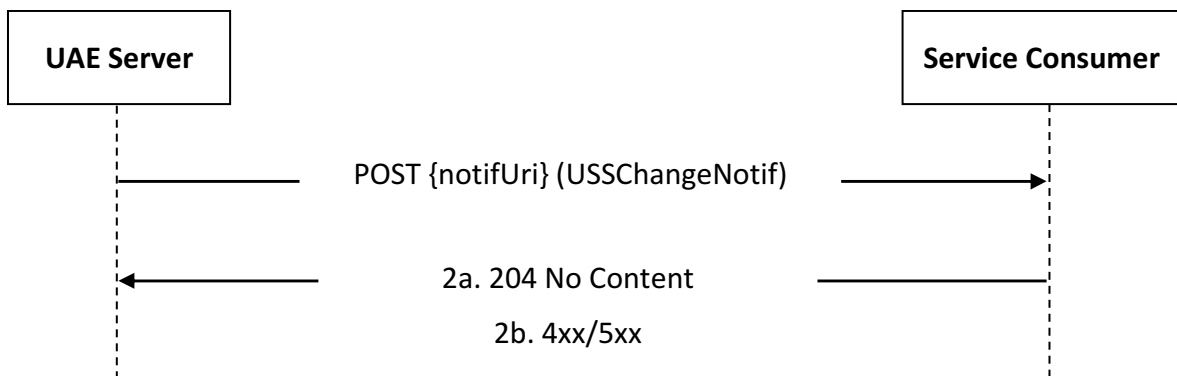 UAE Server
Service Consumer
POST {notifUri} (USSChangeNotif)
2a. 204 No Content
2b. 4xx/5xx